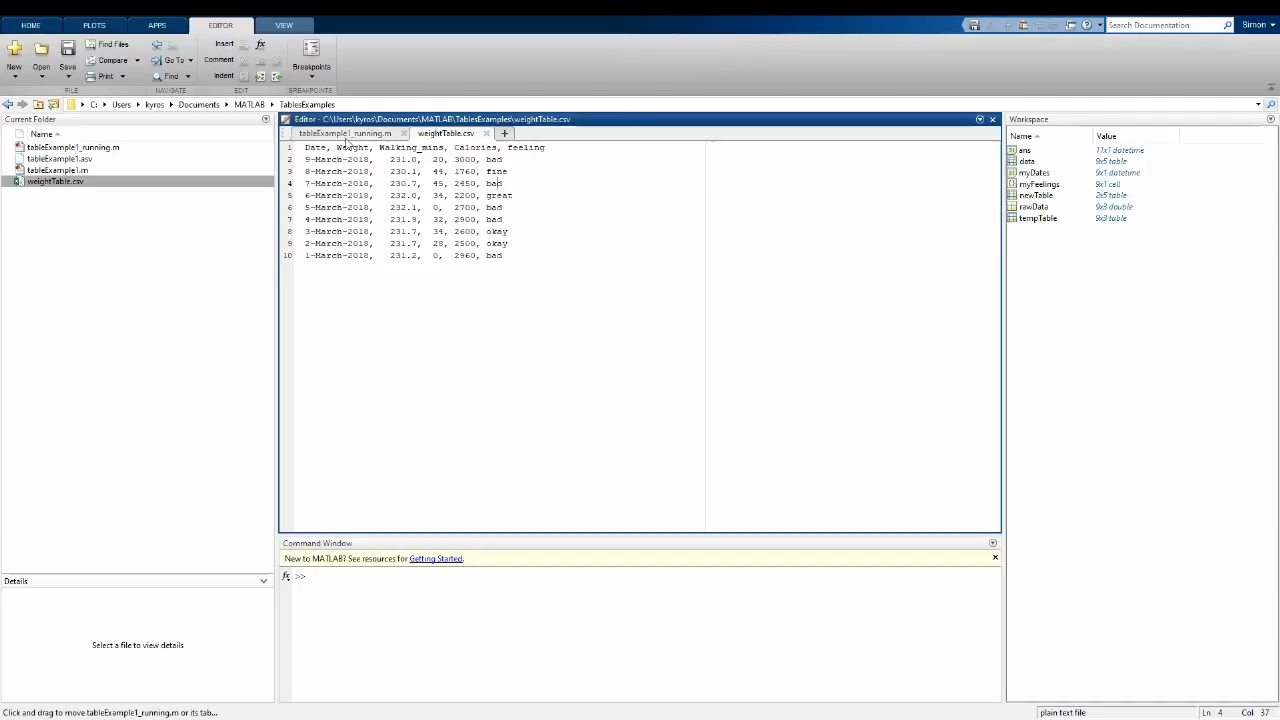 HOME PLOTS APPS EDITOR VIEW Search Documentation Simon
New Open Save Find Files Compare Print
Go To Find
Insert fx
Comment
Indent
Breakpoints
FILE NAVIGATE EDIT BREAKPOINTS
C: Users kyros Documents MATLAB TablesExamples
Current Folder
Name
tableExample1_running.m
tableExample1.asv
tableExample1.m
weightTable.csv
Details
Select a file to view details
Editor - C:\Users\kyros\Documents\MATLAB\TablesExamples\weightTable.csv
tableExample1_running.m weightTable.csv
1 Date, Weight, Walking_mins, Calories, feeling
2 9-March-2018, 231.0, 20, 3000, bad
3 8-March-2018, 230.1, 44, 1760, fine
4 7-March-2018, 230.7, 45, 2450, bad
5 6-March-2018, 232.0, 34, 2200, great
6 5-March-2018, 232.1, 0, 2700, bad
7 4-March-2018, 231.9, 32, 2900, bad
8 3-March-2018, 231.7, 34, 2600, okay
9 2-March-2018, 231.7, 28, 2500, okay
10 1-March-2018, 231.2, 0, 2960, bad
Command Window
New to MATLAB? See resources for Getting Started.
fx >>
Workspace
Name Value
ans 11x1 datetime
data 9x5 table
myDates 9x1 datetime
myFeelings 9x1 cell
newTable 2x5 table
rawData 9x3 double
tempTable 9x3 table
Click and drag to move tableExample1_running.m or its tab...
plain text file Ln 4 Col 37